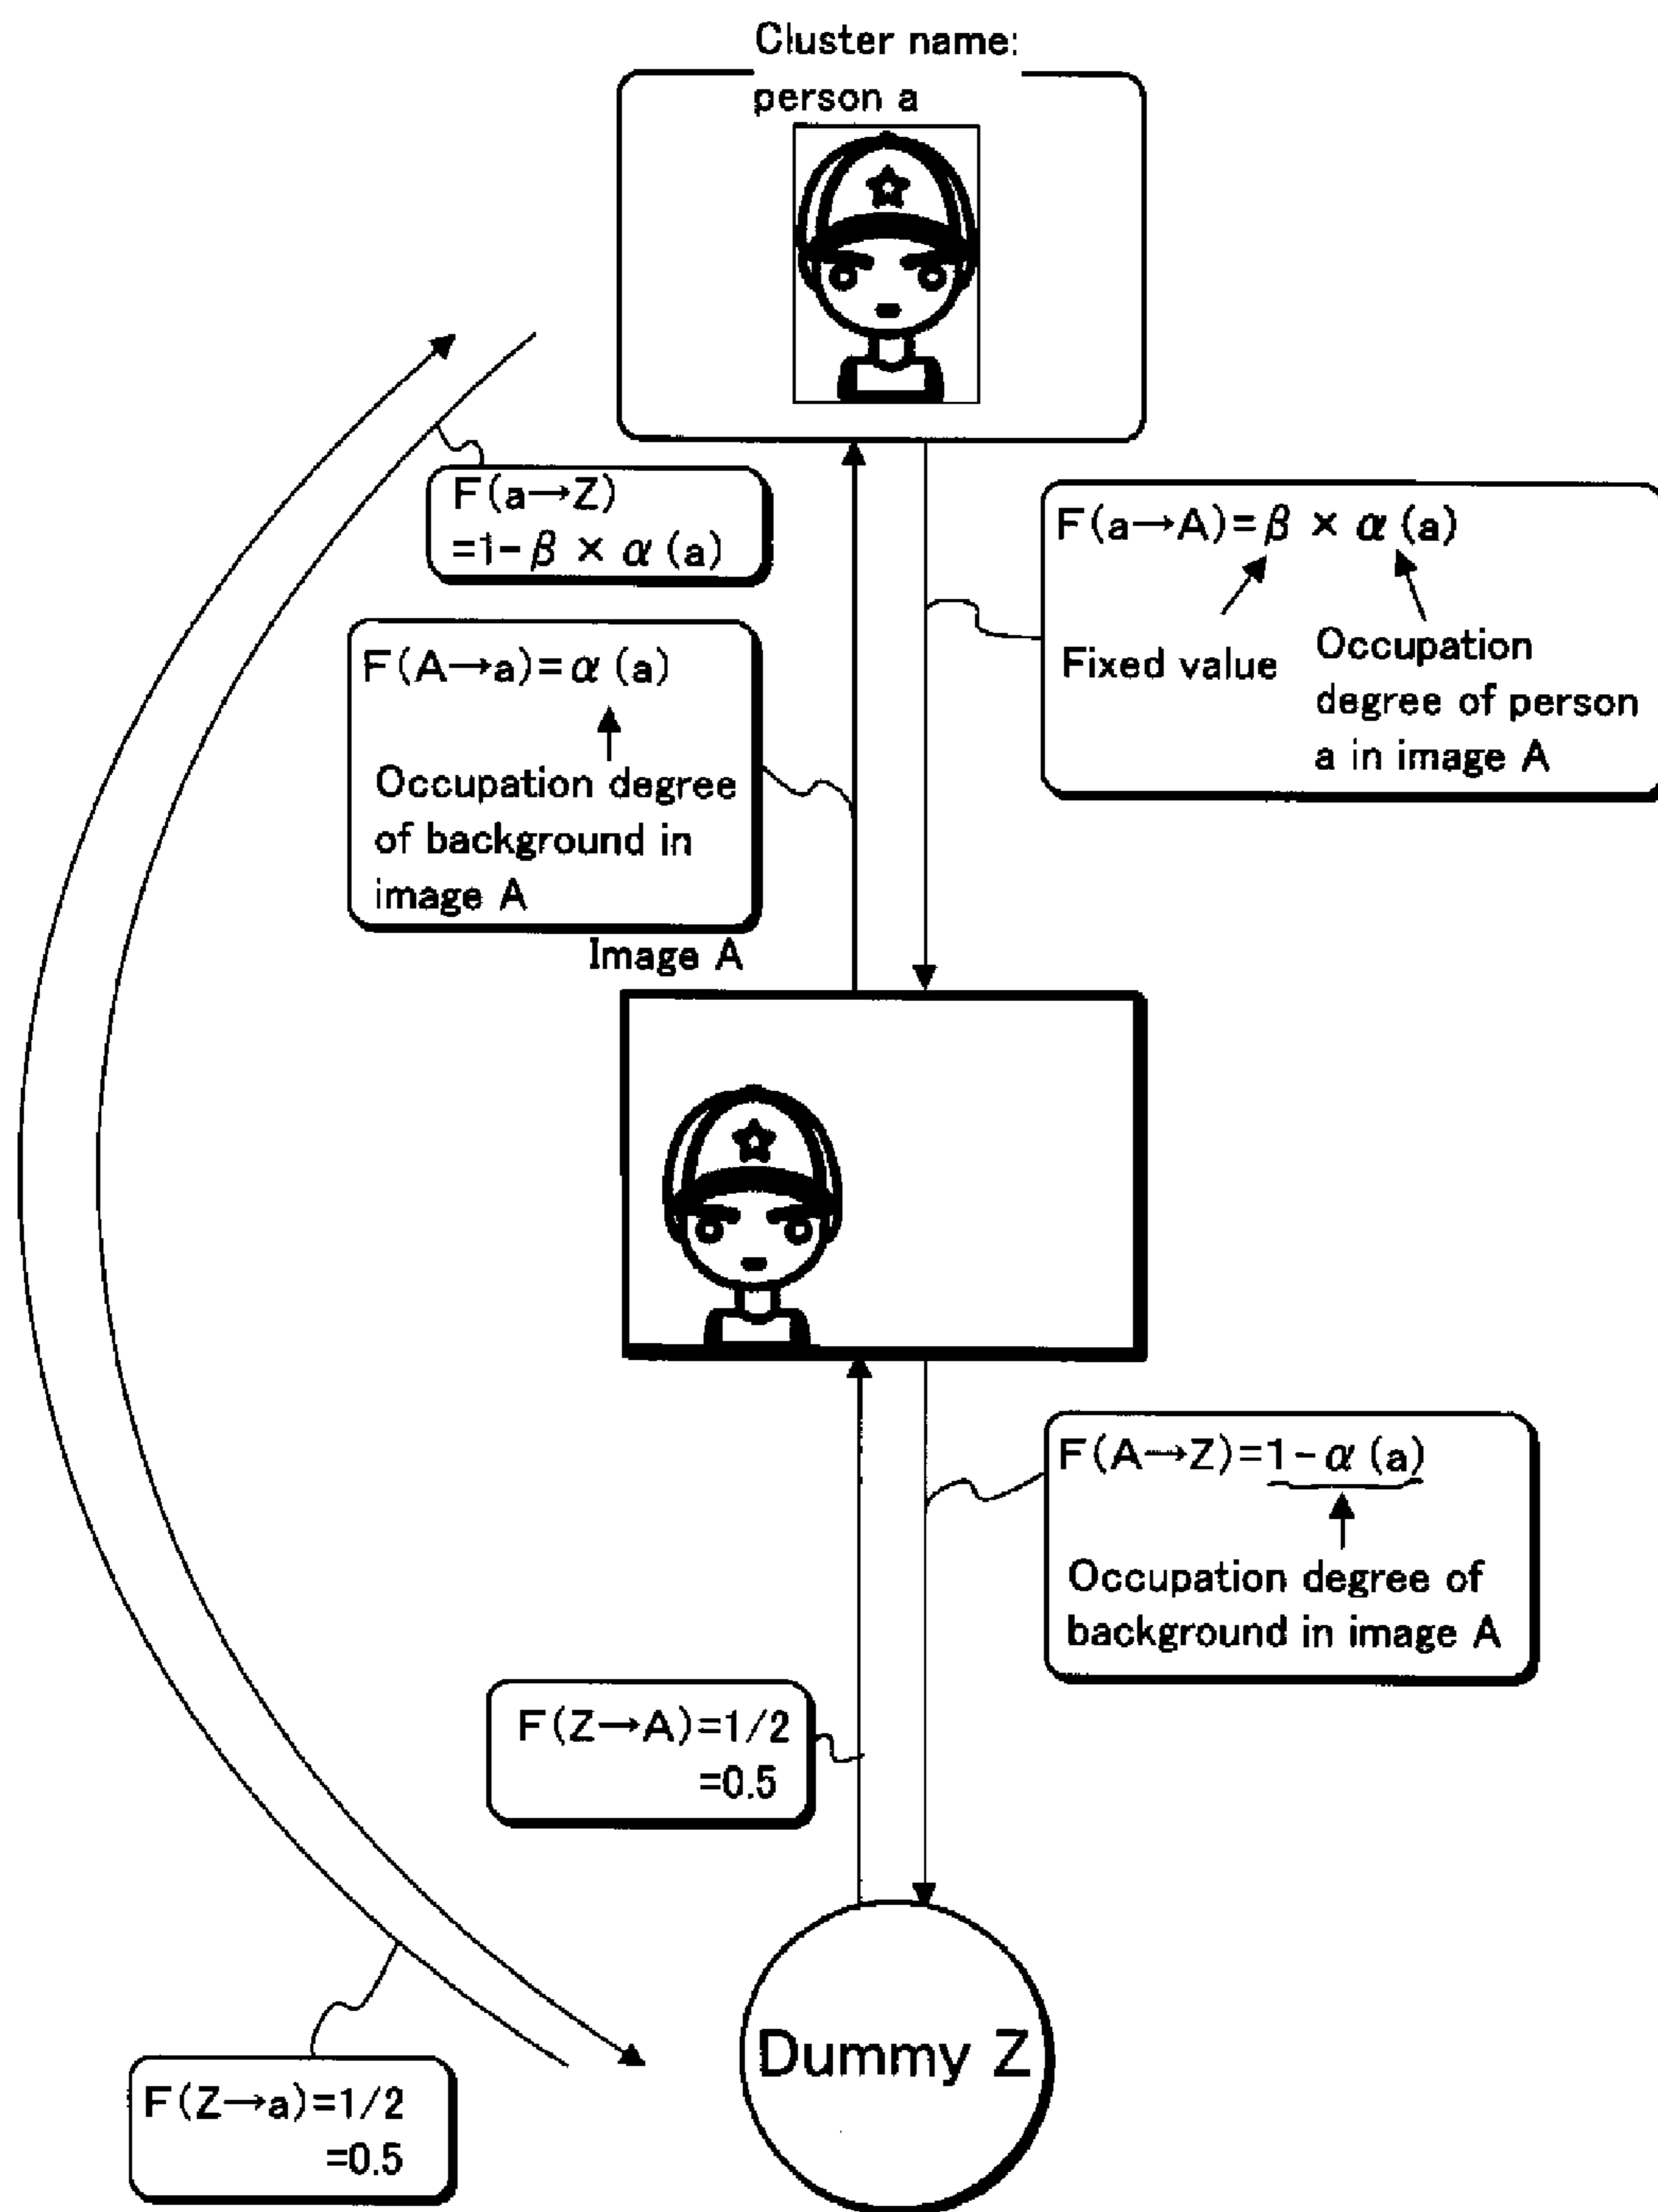 Cluster name:
person a
F(a→Z)
=1-β × α (a)
F(a→A)=β × α (a)
Fixed value
Occupation
degree of person
a in image A
F(A→a)=α (a)
Occupation degree
of background in
image A
Image A
F(A→Z)=1-α (a)
Occupation degree of
background in image A
F(Z→A)=1/2
=0.5
Dummy Z
F(Z→a)=1/2
=0.5